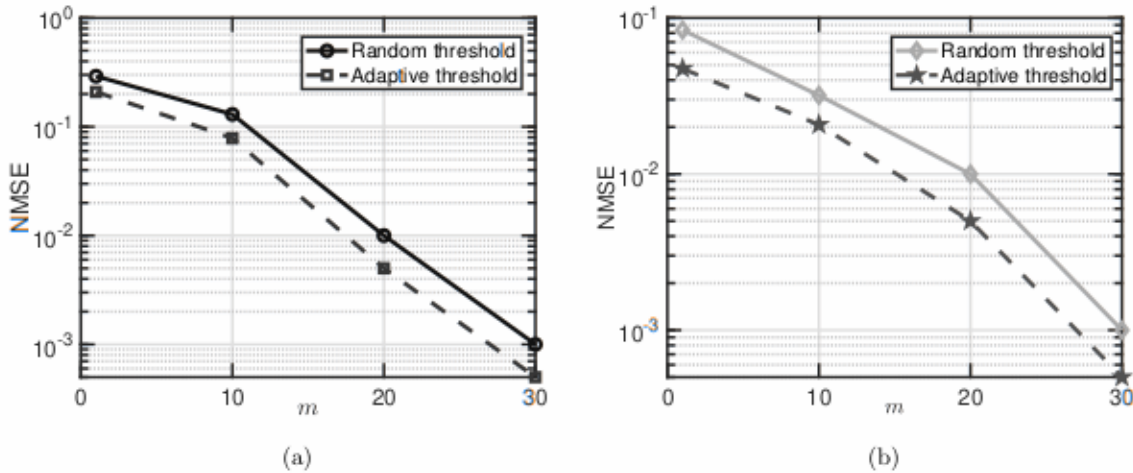 10^0
10^-1
10^-2
10^-3
NMSE
Random threshold
Adaptive threshold
0 10 20 30
m
(a)
10^-1
10^-2
10^-3
NMSE
Random threshold
Adaptive threshold
0 10 20 30
m
(b)